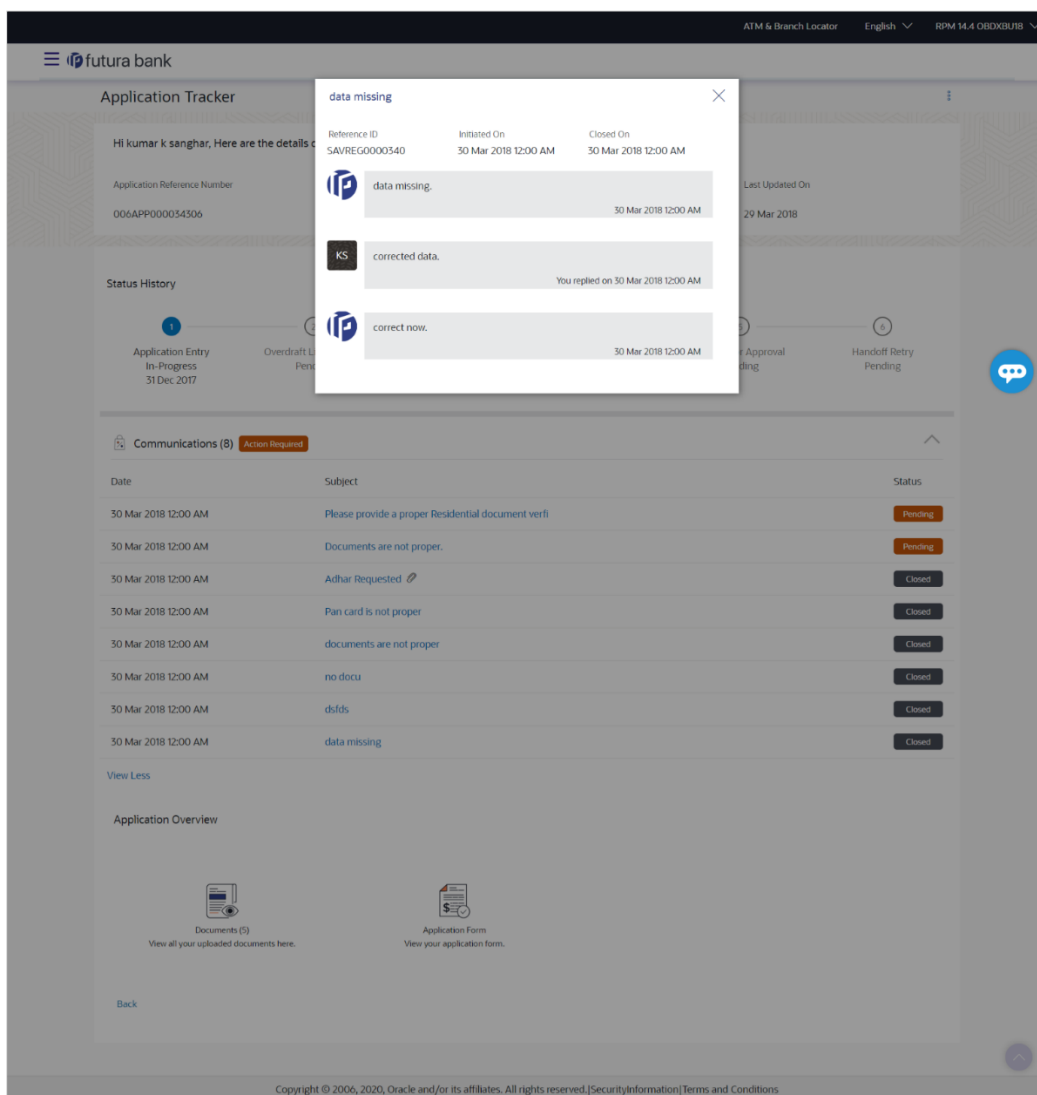 ATM & Branch Locator English RPM 14.4 OBDXBU18
futura bank
Application Tracker
Hi kumar k sanghar, Here are the details
Application Reference Number Last Updated On
006APP000034306 29 Mar 2018
data missing
Reference ID Initiated On Closed On
SAVREG0000340 30 Mar 2018 12:00 AM 30 Mar 2018 12:00 AM
data missing.
30 Mar 2018 12:00 AM
KS corrected data.
You replied on 30 Mar 2018 12:00 AM
correct now.
30 Mar 2018 12:00 AM
Status History
1 6
Application Entry Overdraft Approval Handoff Retry
In-Progress Pending
31 Dec 2017
Communications (8) Action Required
Date Subject Status
30 Mar 2018 12:00 AM Please provide a proper Residential document verfi Pending
30 Mar 2018 12:00 AM Documents are not proper. Pending
30 Mar 2018 12:00 AM Adhar Requested Closed
30 Mar 2018 12:00 AM Pan card is not proper Closed
30 Mar 2018 12:00 AM documents are not proper Closed
30 Mar 2018 12:00 AM no docu Closed
30 Mar 2018 12:00 AM dsfds Closed
30 Mar 2018 12:00 AM data missing Closed
View Less
Application Overview
Documents (5) Application Form
View all your uploaded documents here. View your application form.
Back
Copyright © 2006, 2020, Oracle and/or its affiliates. All rights reserved.|SecurityInformation|Terms and Conditions